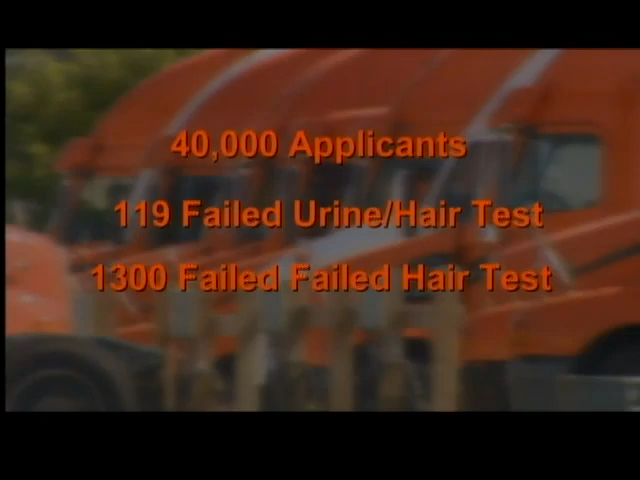 40,000 Applicants
119 Failed Urine/Hair Test
1300 Failed Failed Hair Test